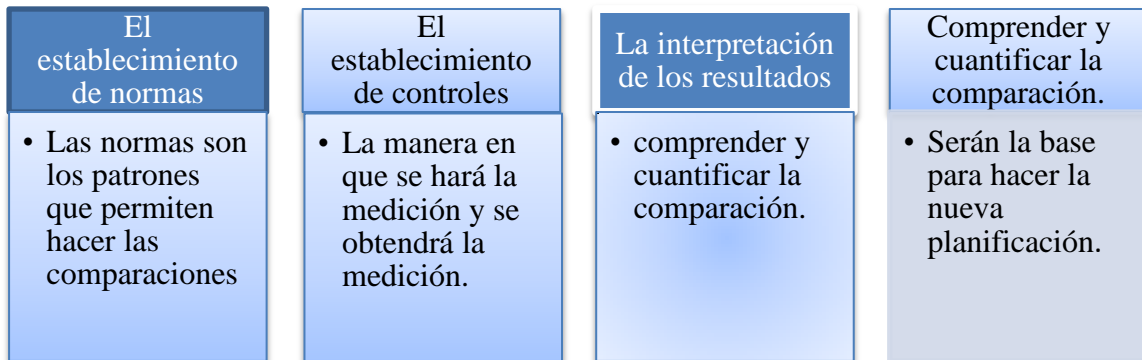 El
establecimiento
de normas
• Las normas son
los patrones
que permiten
hacer las
comparaciones
El
establecimiento
de controles
• La manera en
que se hará la
medición y se
obtendrá la
medición.
La interpretación
de los resultados
• comprender y
cuantificar la
comparación.
Comprender y
cuantificar la
comparación.
• Serán la base
para hacer la
nueva
planificación.